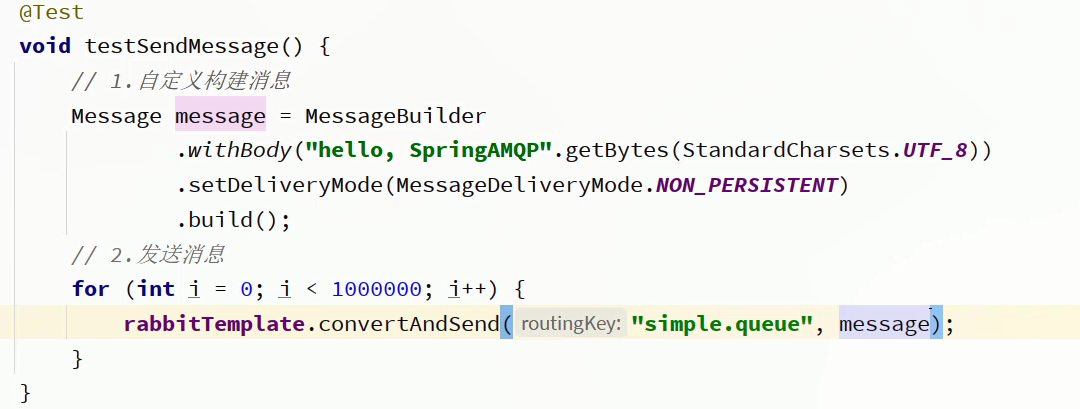 @Test
void testSendMessage() {
// 1.自定义构建消息
Message message = MessageBuilder
.withBody("hello, SpringAMQP".getBytes(StandardCharsets.UTF_8))
.setDeliveryMode(MessageDeliveryMode.NON_PERSISTENT)
.build();
// 2.发送消息
for (int i = 0; i < 1000000; i++) {
rabbitTemplate.convertAndSend( routingKey: "simple.queue", message);
}
}